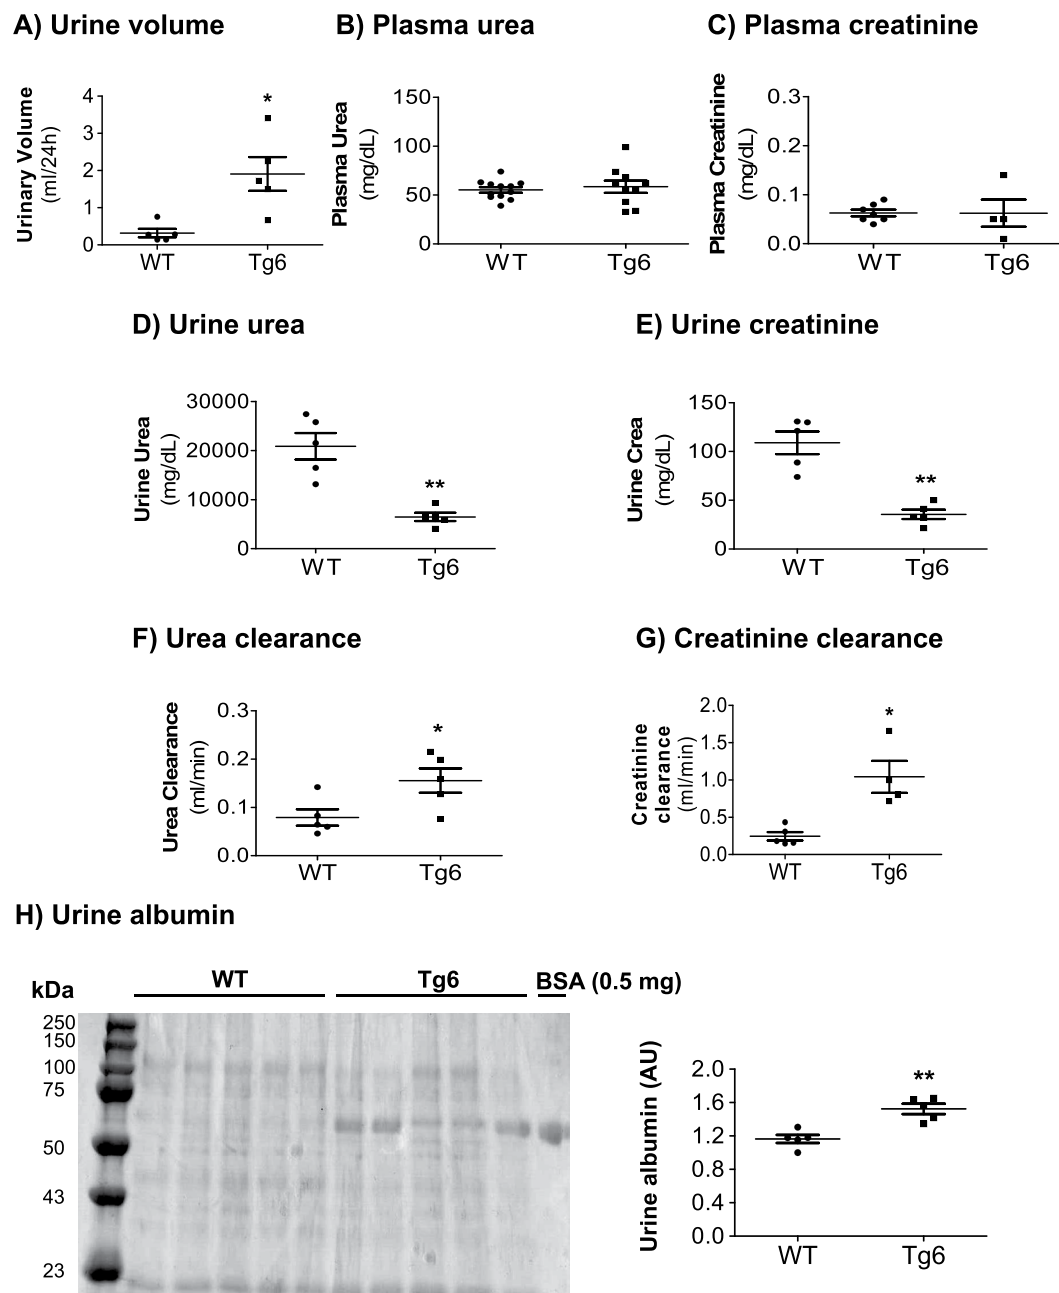 A) Urine volume
B) Plasma urea
C) Plasma creatinine
Urinary Volume
(ml/24h)
4
3
2
1
0
*
WT
Tg6
Plasma Urea
(mg/dL)
150
100
50
0
WT
Tg6
Plasma Creatinine
(mg/dL)
0.3
0.2
0.1
0.0
WT
Tg6
D) Urine urea
E) Urine creatinine
Urine Urea
(mg/dL)
30000
20000
10000
0
**
WT
Tg6
Urine Crea
(mg/dL)
150
100
50
0
**
WT
Tg6
F) Urea clearance
G) Creatinine clearance
Urea Clearance
(ml/min)
0.3
0.2
0.1
0.0
*
WT
Tg6
Creatinine
clearance
(ml/min)
2.0
1.5
1.0
0.5
0.0
*
WT
Tg6
H) Urine albumin
kDa
WT
Tg6
BSA (0.5 mg)
250
150
100
75
50
43
23
Urine albumin (AU)
2.0
1.6
1.2
0.8
0.4
0.0
**
WT
Tg6